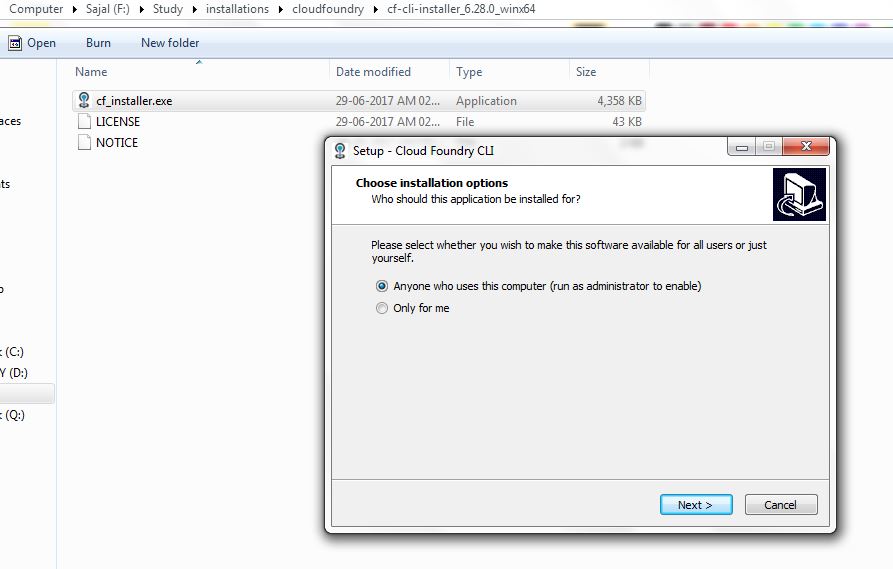 Computer Sajal (F:) Study installations cloudfoundry cf-cli-installer_6.28.0_winx64
Open Burn New folder
Name Date modified Type Size
cf_installer.exe 29-06-2017 AM 02... Application 4,358 KB
aces
LICENSE 29-06-2017 AM 02... File 43 KB
NOTICE
Setup - Cloud Foundry CLI
Choose installation options
Who should this application be installed for?
nts
Please select whether you wish to make this software available for all users or just
yourself.
Anyone who uses this computer (run as administrator to enable)
Only for me
(C:)
Y (D:)
(Q:)
Next >
Cancel